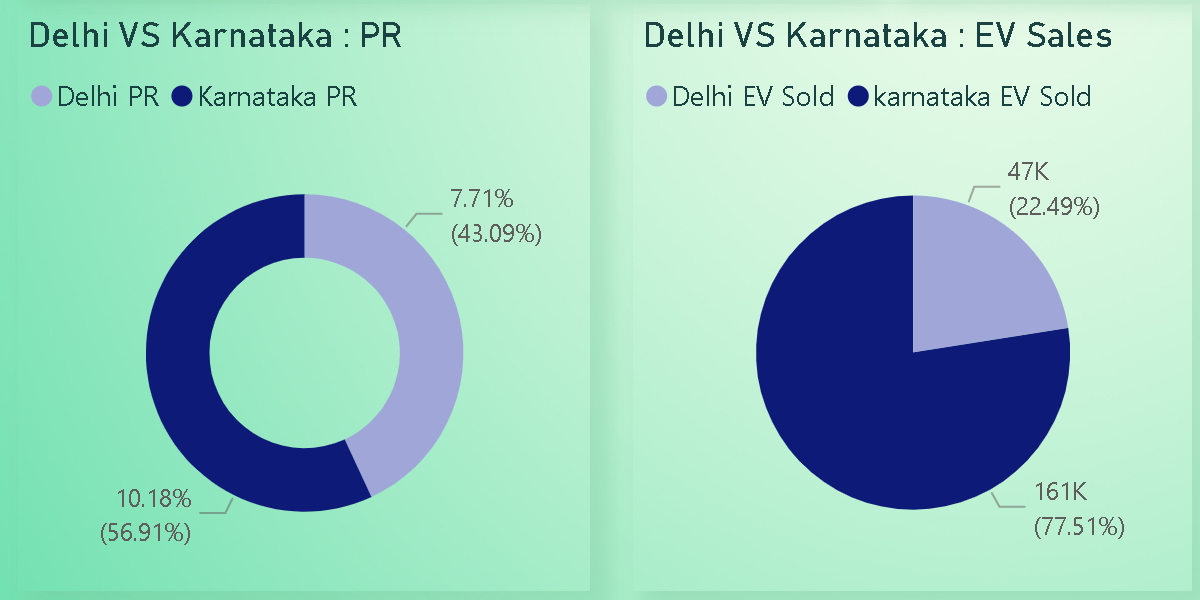 Delhi VS Karnataka : PR
Delhi PR Karnataka PR
7.71%
(43.09%)
10.18%
(56.91%)
Delhi VS Karnataka : EV Sales
Delhi EV Sold karnataka EV Sold
47K
(22.49%)
161K
(77.51%)